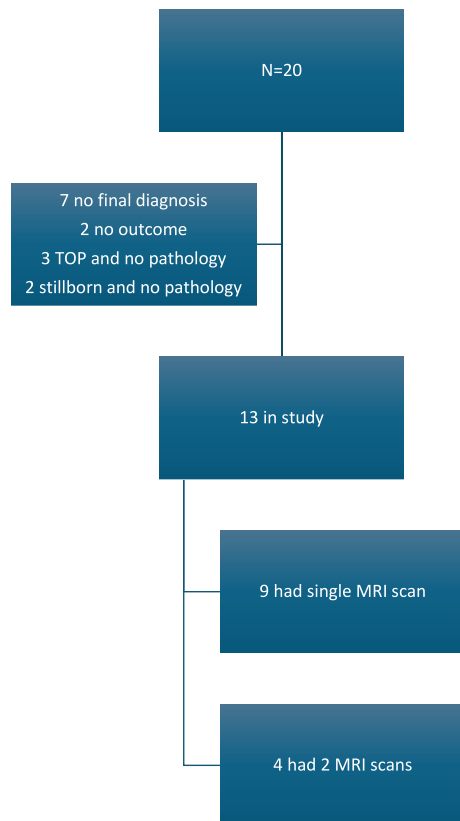 N=20
7 no final diagnosis
2 no outcome
3 TOP and no pathology
2 stillborn and no pathology
13 in study
9 had single MRI scan
4 had 2 MRI scans